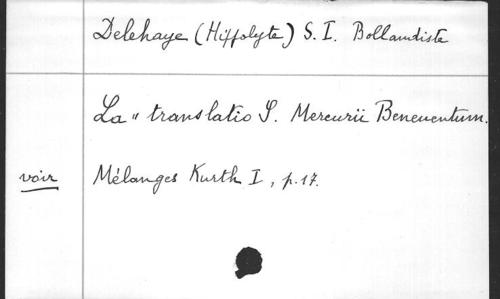 Delehaye (Hippolyte) S. I. Bollandiste
La " translatio S. Mercurii Beneventum.
voir Mélanges Kurth I, p. 17.